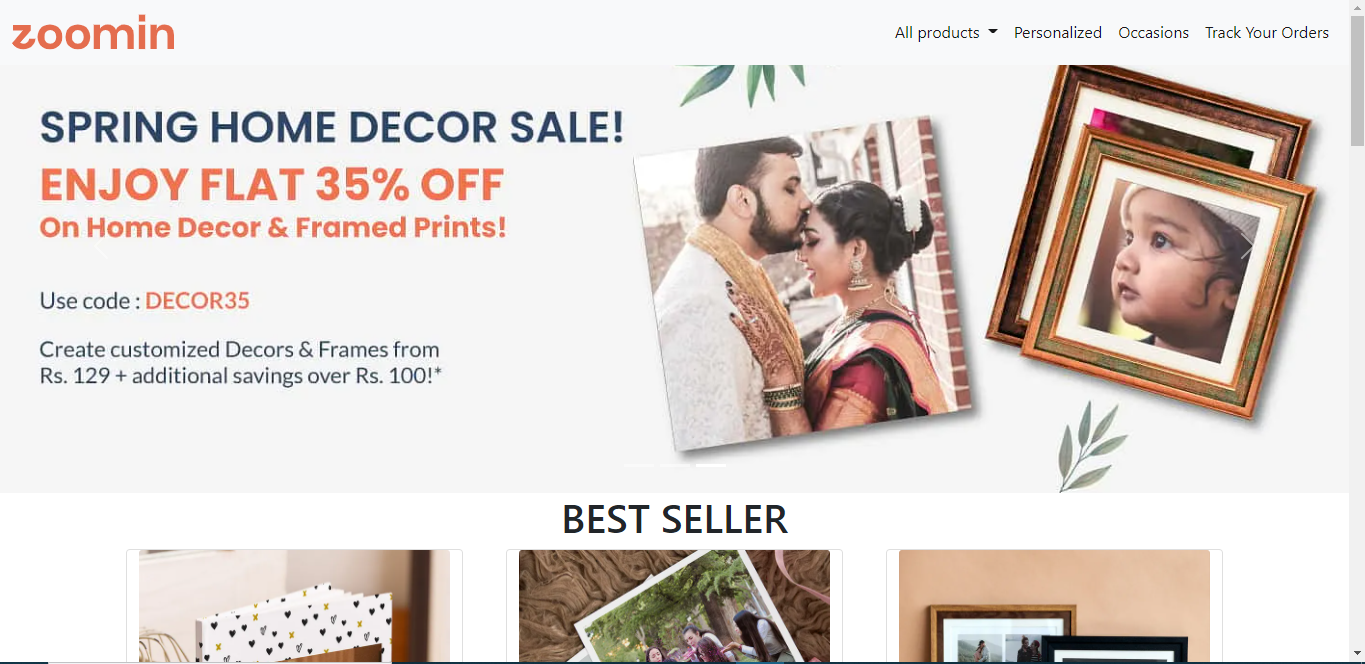 zoomin
All products
Personalized
Occasions
Track Your Orders
SPRING HOME DECOR SALE!
ENJOY FLAT 35% OFF
On Home Decor & Framed Prints!
Use code : DECOR35
Create customized Decors & Frames from
Rs. 129 + additional savings over Rs. 100!*
BEST SELLER